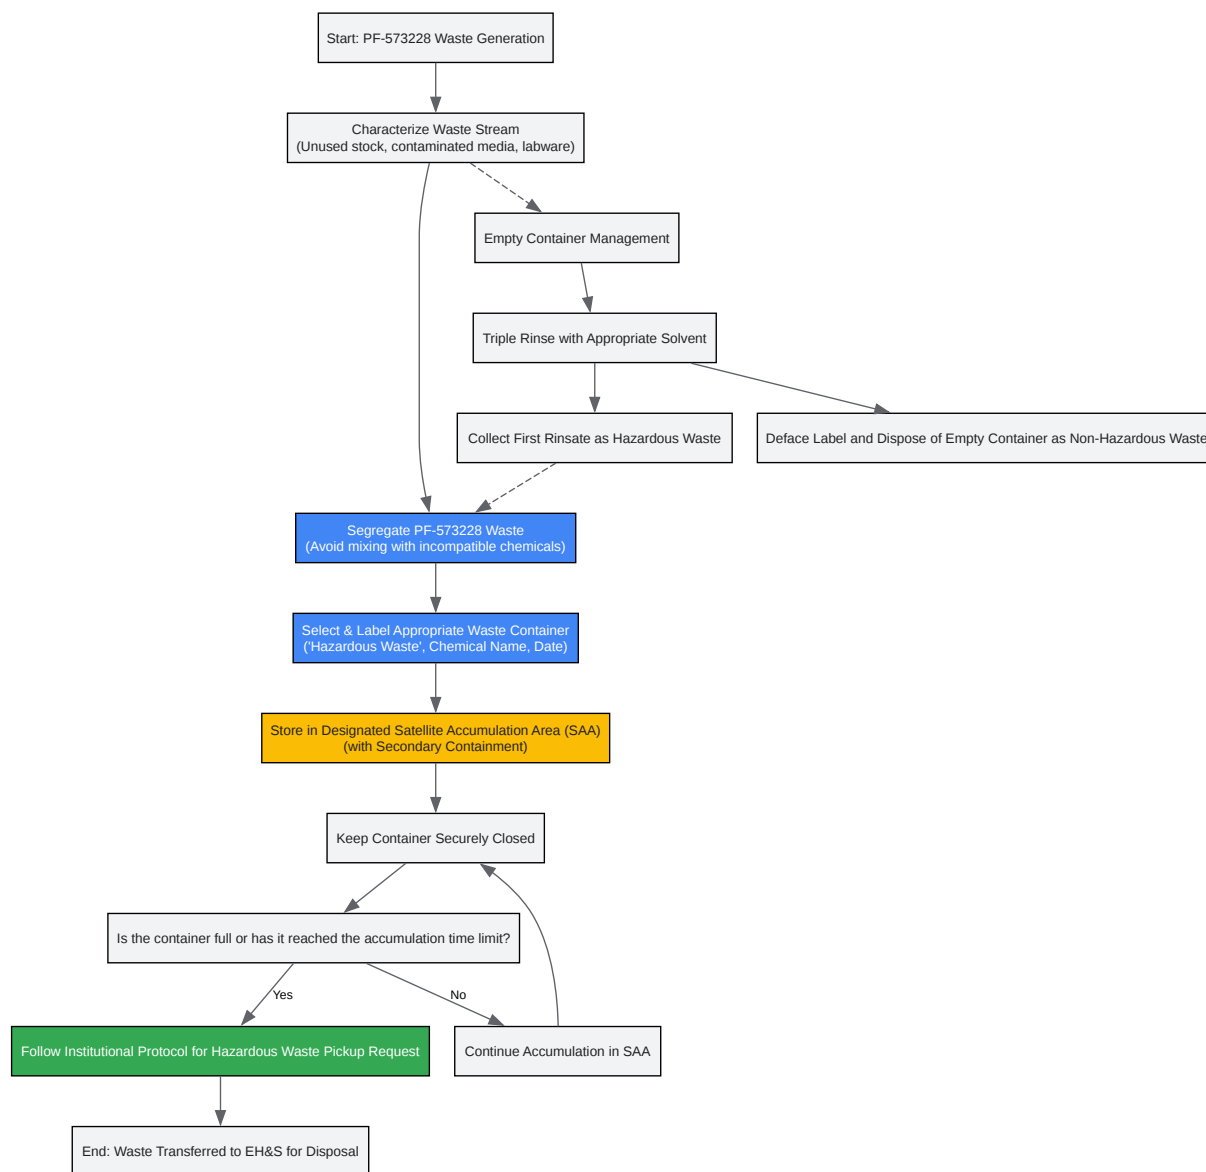 Start: PF-573228 Waste Generation
Characterize Waste Stream
(Unused stock, contaminated media, labware)
Empty Container Management
Triple Rinse with Appropriate Solvent
Collect First Rinsate as Hazardous Waste
Deface Label and Dispose of Empty Container as Non-Hazardous Waste
Segregate PF-573228 Waste
(Avoid mixing with incompatible chemicals)
Select & Label Appropriate Waste Container
('Hazardous Waste', Chemical Name, Date)
Store in Designated Satellite Accumulation Area (SAA)
(with Secondary Containment)
Keep Container Securely Closed
Is the container full or has it reached the accumulation time limit?
Yes
No
Follow Institutional Protocol for Hazardous Waste Pickup Request
Continue Accumulation in SAA
End: Waste Transferred to EH&S for Disposal